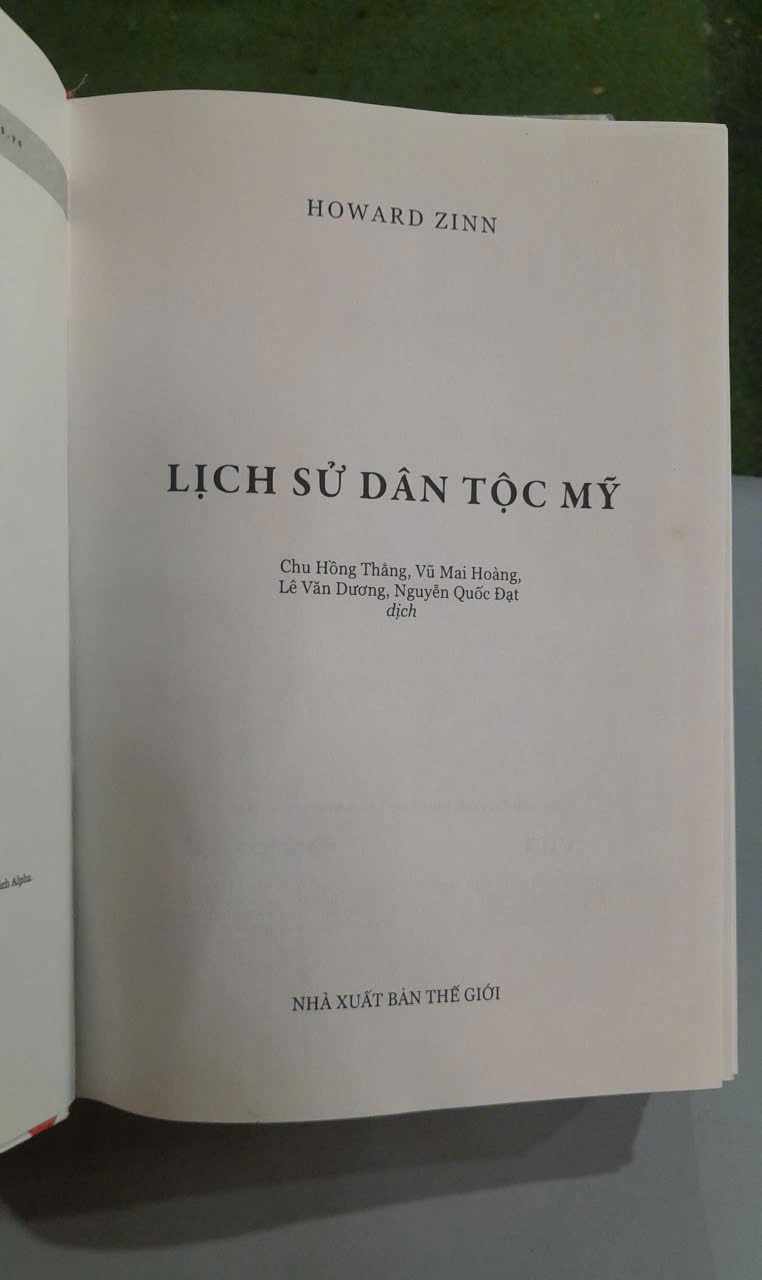 HOWARD ZINN
LỊCH SỬ DÂN TỘC MỸ
Chu Hồng Thắng, Vũ Mai Hoàng,
Lê Văn Dương, Nguyễn Quốc Đạt
dịch
Alpha.
NHÀ XUẤT BẢN THẾ GIỚI